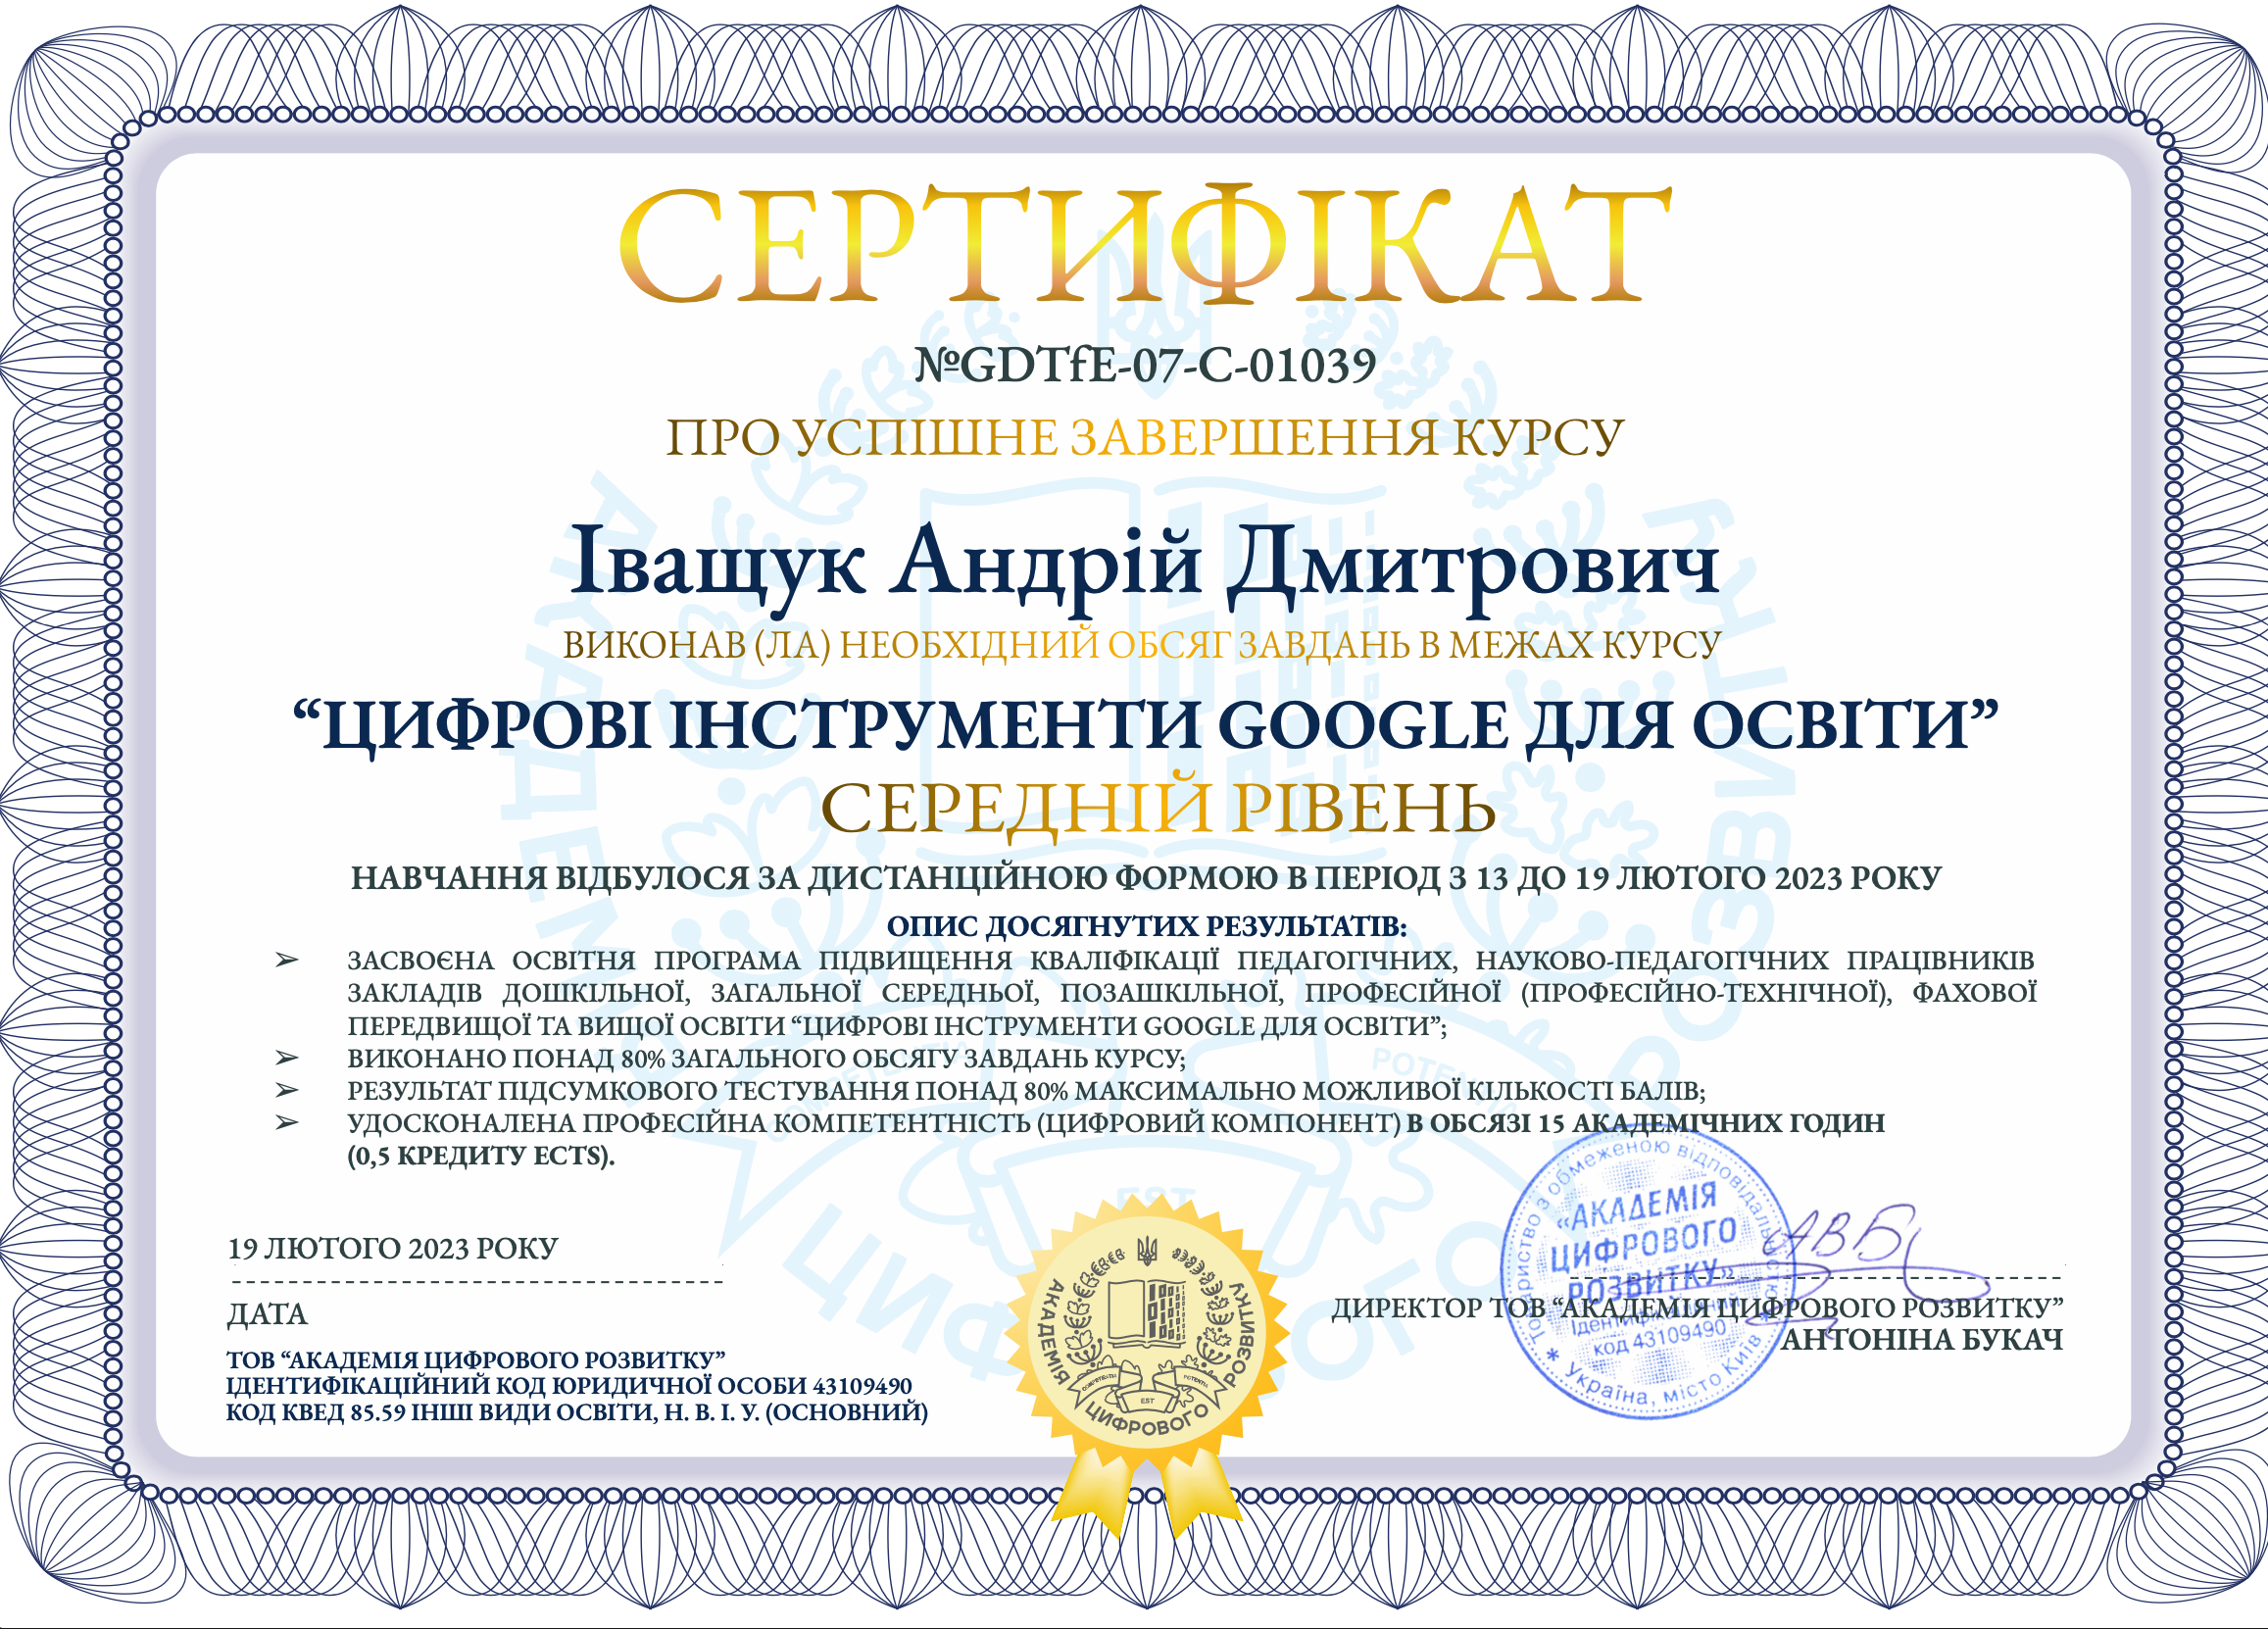 СЕРТИФІКАТ
№GDTfE-07-C-01039
ПРО УСПІШНЕ ЗАВЕРШЕННЯ КУРСУ
Іващук Андрій Дмитрович
ВИКОНАВ (ЛА) НЕОБХІДНИЙ ОБСЯГ ЗАВДАНЬ В МЕЖАХ КУРСУ
“ЦИФРОВІ ІНСТРУМЕНТИ GOOGLE ДЛЯ ОСВІТИ”
СЕРЕДНІЙ РІВЕНЬ
НАВЧАННЯ ВІДБУЛОСЯ ЗА ДИСТАНЦІЙНОЮ ФОРМОЮ В ПЕРІОД З 13 ДО 19 ЛЮТОГО 2023 РОКУ
ОПИС ДОСЯГНУТИХ РЕЗУЛЬТАТІВ:
➢ ЗАСВОЄНА ОСВІТНЯ ПРОГРАМА ПІДВИЩЕННЯ КВАЛІФІКАЦІЇ ПЕДАГОГІЧНИХ, НАУКОВО-ПЕДАГОГІЧНИХ ПРАЦІВНИКІВ
ЗАКЛАДІВ ДОШКІЛЬНОЇ, ЗАГАЛЬНОЇ СЕРЕДНЬОЇ, ПОЗАШКІЛЬНОЇ, ПРОФЕСІЙНОЇ (ПРОФЕСІЙНО-ТЕХНІЧНОЇ), ФАХОВОЇ
ПЕРЕДВИЩОЇ ТА ВИЩОЇ ОСВІТИ “ЦИФРОВІ ІНСТРУМЕНТИ GOOGLE ДЛЯ ОСВІТИ”;
➢ ВИКОНАНО ПОНАД 80% ЗАГАЛЬНОГО ОБСЯГУ ЗАВДАНЬ КУРСУ;
➢ РЕЗУЛЬТАТ ПІДСУМКОВОГО ТЕСТУВАННЯ ПОНАД 80% МАКСИМАЛЬНО МОЖЛИВОЇ КІЛЬКОСТІ БАЛІВ;
➢ УДОСКОНАЛЕНА ПРОФЕСІЙНА КОМПЕТЕНТНІСТЬ (ЦИФРОВИЙ КОМПОНЕНТ) В ОБСЯЗІ 15 АКАДЕМІЧНИХ ГОДИН
(0,5 КРЕДИТУ ECTS).
19 ЛЮТОГО 2023 РОКУ
ДАТА
ТОВ “АКАДЕМІЯ ЦИФРОВОГО РОЗВИТКУ”
ІДЕНТИФІКАЦІЙНИЙ КОД ЮРИДИЧНОЇ ОСОБИ 43109490
КОД КВЕД 85.59 ІНШІ ВИДИ ОСВІТИ, Н. В. І. У. (ОСНОВНИЙ)
АКАДЕМІЯ ЦИФРОВОГО РОЗВИТКУ
EST
Товариство з обмеженою відповідальністю
«АКАДЕМІЯ
ЦИФРОВОГО
РОЗВИТКУ»
Ідентифікаційний
код 43109490
* Україна, місто Київ *
ДИРЕКТОР ТОВ “АКАДЕМІЯ ЦИФРОВОГО РОЗВИТКУ”
АНТОНІНА БУКАЧ